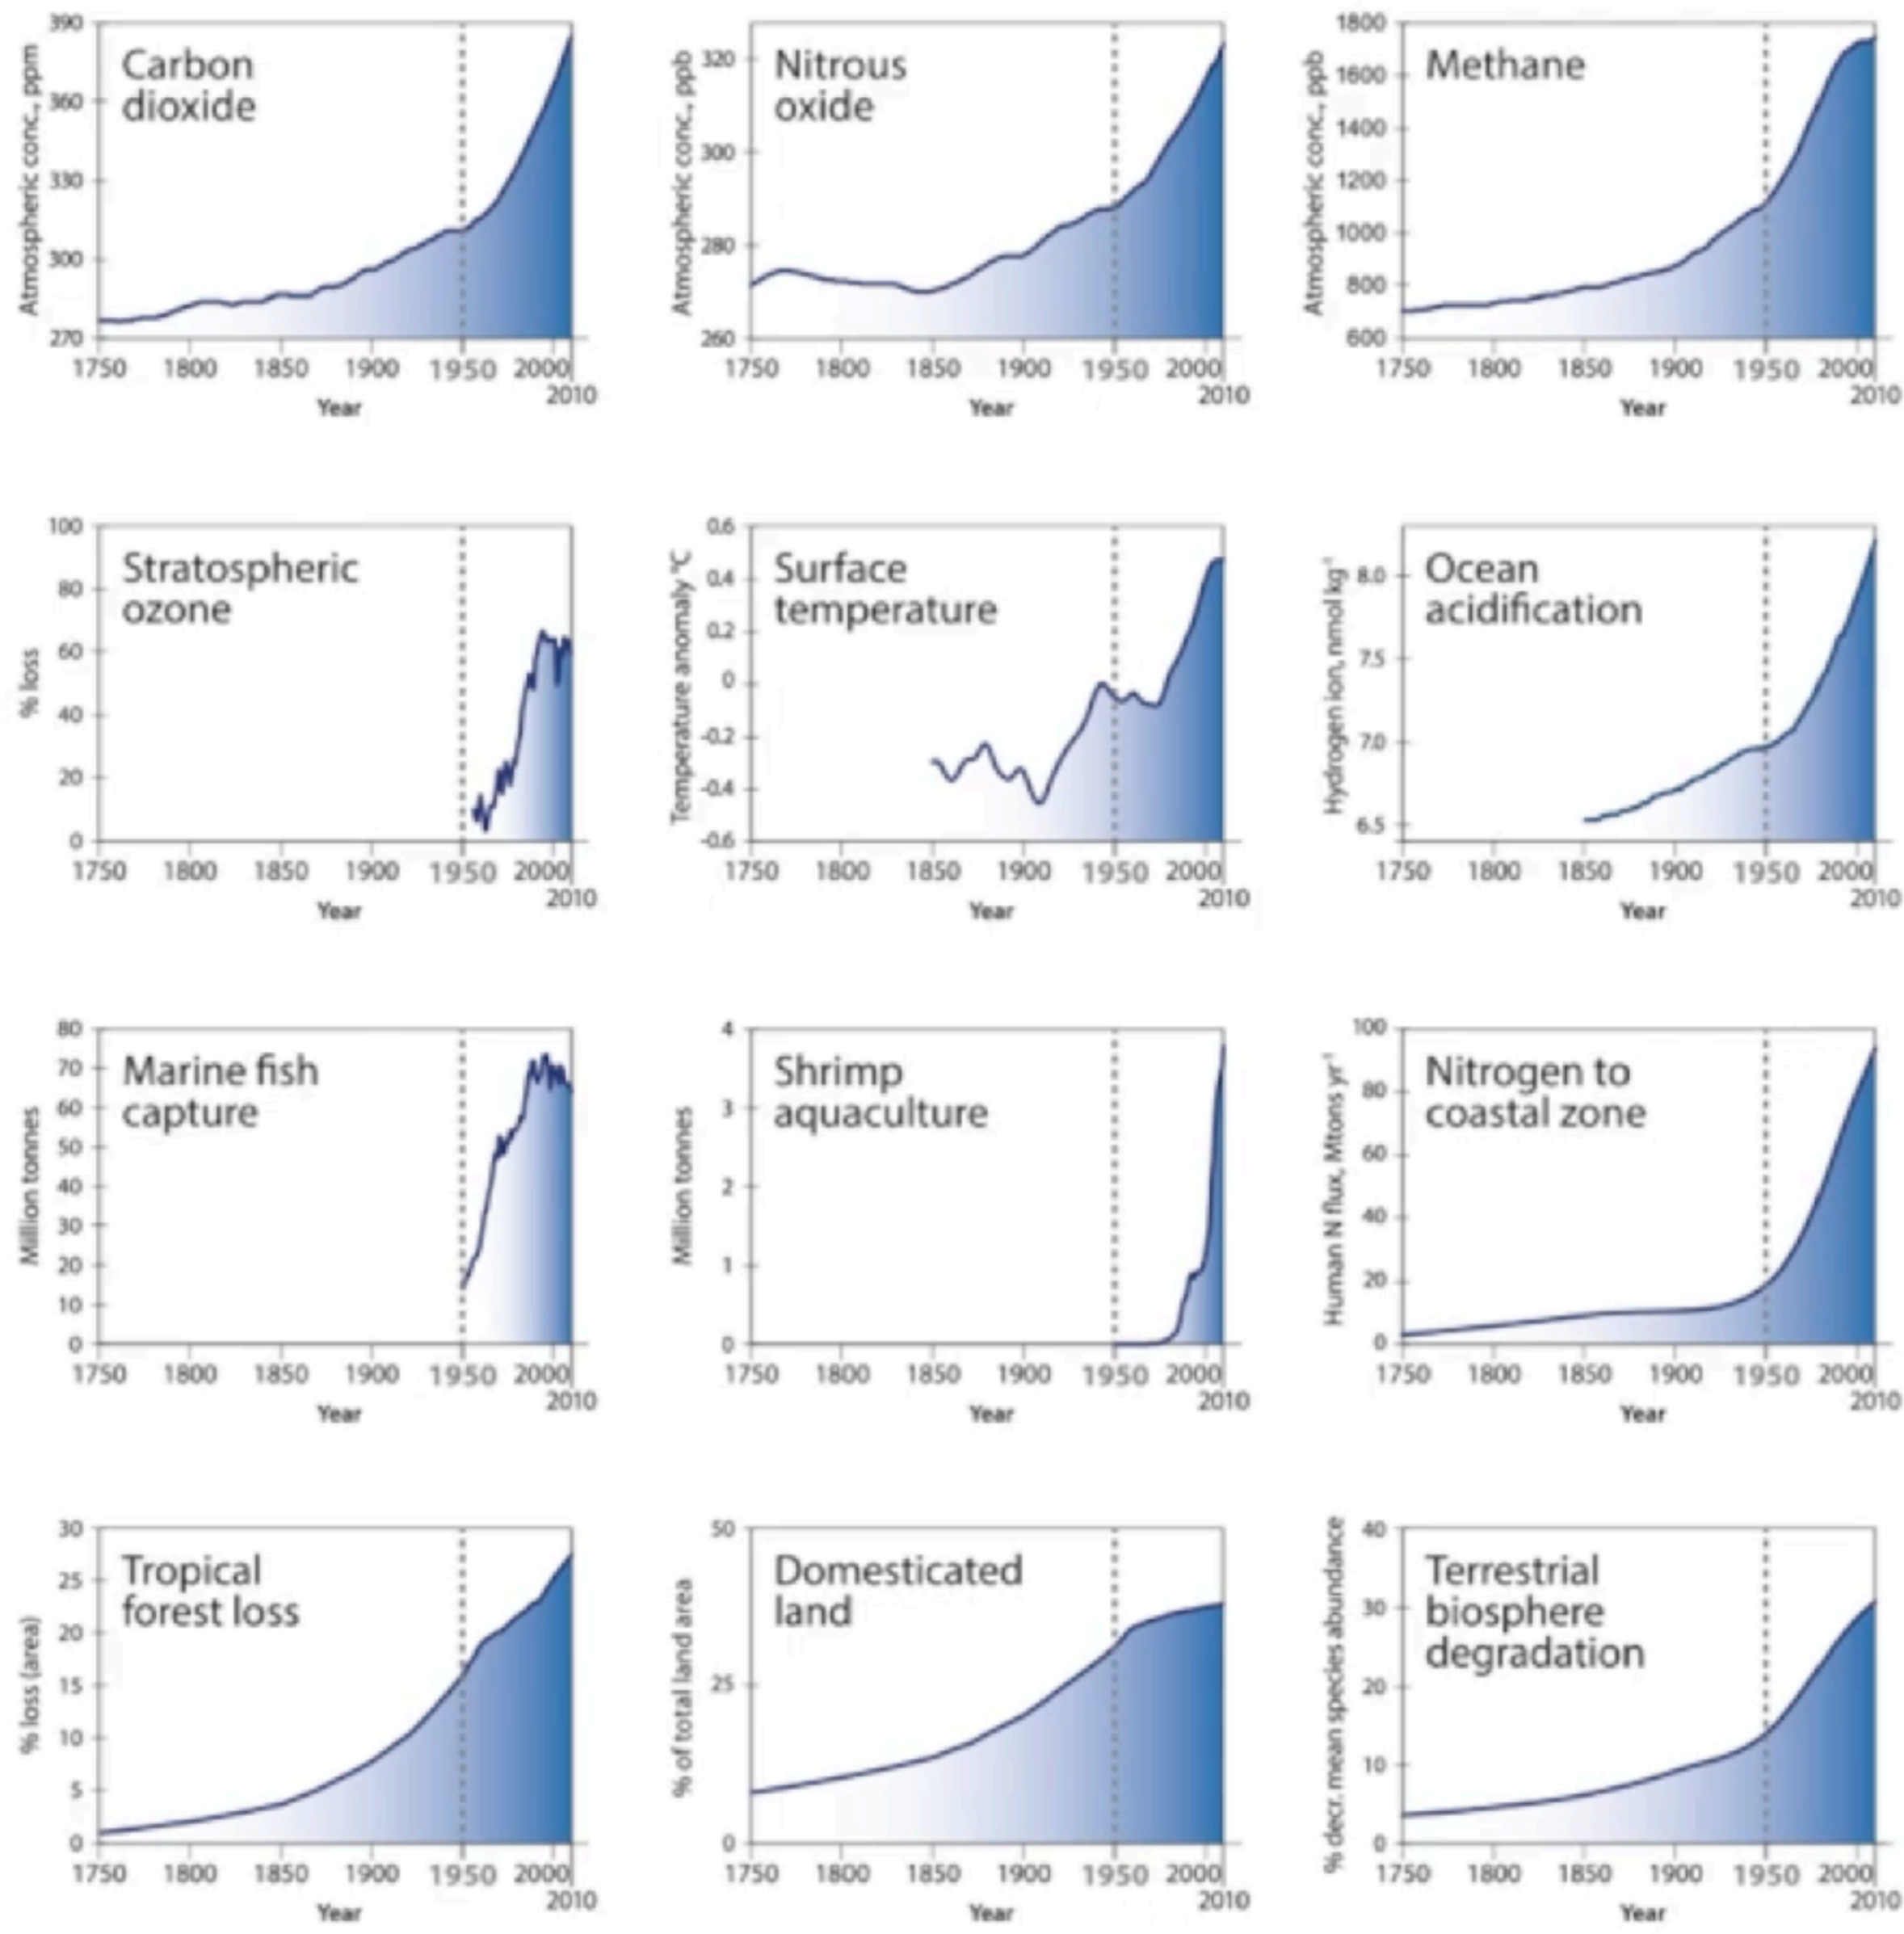 390
360
330
300
270
Atmospheric conc., ppm
Carbon
dioxide
1750 1800 1850 1900 1950 2000
2010
Year
320
300
280
260
Atmospheric conc., ppb
Nitrous
oxide
1750 1800 1850 1900 1950 2000
2010
Year
1800
1600
1400
1200
1000
800
600
Atmospheric conc., ppb
Methane
1750 1800 1850 1900 1950 2000
2010
Year
100
80
60
40
20
0
% loss
Stratospheric
ozone
1750 1800 1850 1900 1950 2000
2010
Year
0.6
0.4
0.2
0
-0.2
-0.4
-0.6
Temperature anomaly °C
Surface
temperature
1750 1800 1850 1900 1950 2000
2010
Year
8.0
7.5
7.0
6.5
Hydrogen ion, nmol kg⁻¹
Ocean
acidification
1750 1800 1850 1900 1950 2000
2010
Year
80
70
60
50
40
30
20
10
0
Million tonnes
Marine fish
capture
1750 1800 1850 1900 1950 2000
2010
Year
4
3
2
1
0
Million tonnes
Shrimp
aquaculture
1750 1800 1850 1900 1950 2000
2010
Year
100
80
60
40
20
0
Human N flux, Mtons yr⁻¹
Nitrogen to
coastal zone
1750 1800 1850 1900 1950 2000
2010
Year
30
25
20
15
10
5
0
% loss (area)
Tropical
forest loss
1750 1800 1850 1900 1950 2000
2010
Year
50
25
0
% of total land area
Domesticated
land
1750 1800 1850 1900 1950 2000
2010
Year
40
30
20
10
0
% decr. mean species abundance
Terrestrial
biosphere
degradation
1750 1800 1850 1900 1950 2000
2010
Year